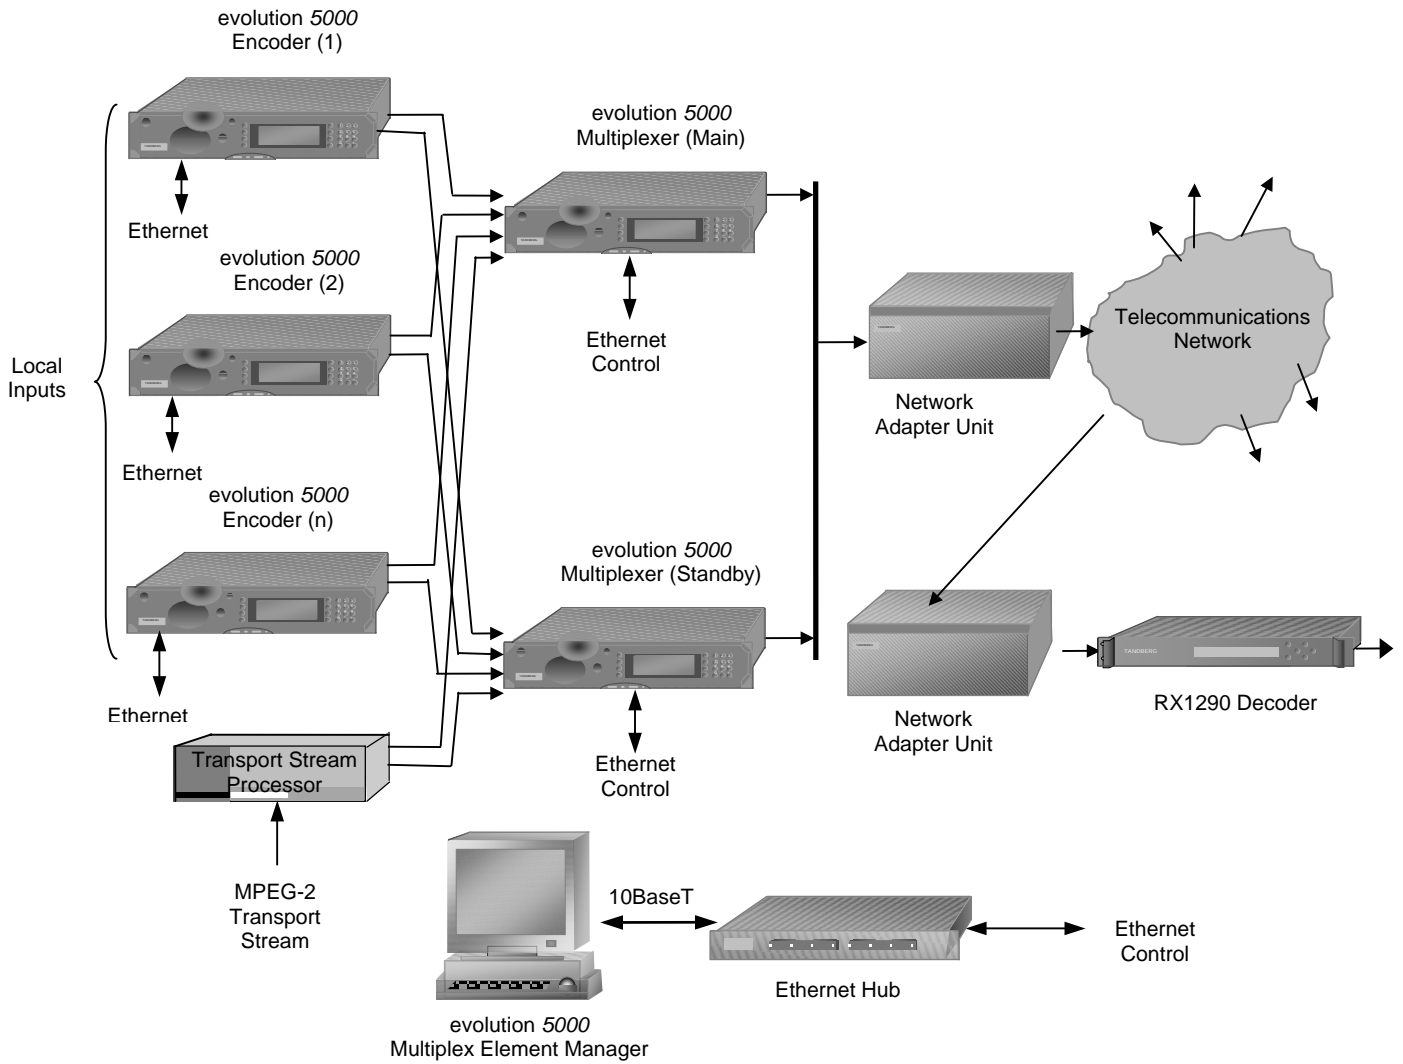 evolution 5000
Encoder (1)
evolution 5000
Multiplexer (Main)
Ethernet
evolution 5000
Encoder (2)
Ethernet
Control
Telecommunications
Network
Local
Inputs
Network
Adapter Unit
Ethernet
evolution 5000
Encoder (n)
evolution 5000
Multiplexer (Standby)
TANDBERG
RX1290 Decoder
Ethernet
Network
Adapter Unit
Transport Stream
Processor
Ethernet
Control
MPEG-2
Transport
Stream
10BaseT
Ethernet
Control
Ethernet Hub
evolution 5000
Multiplex Element Manager